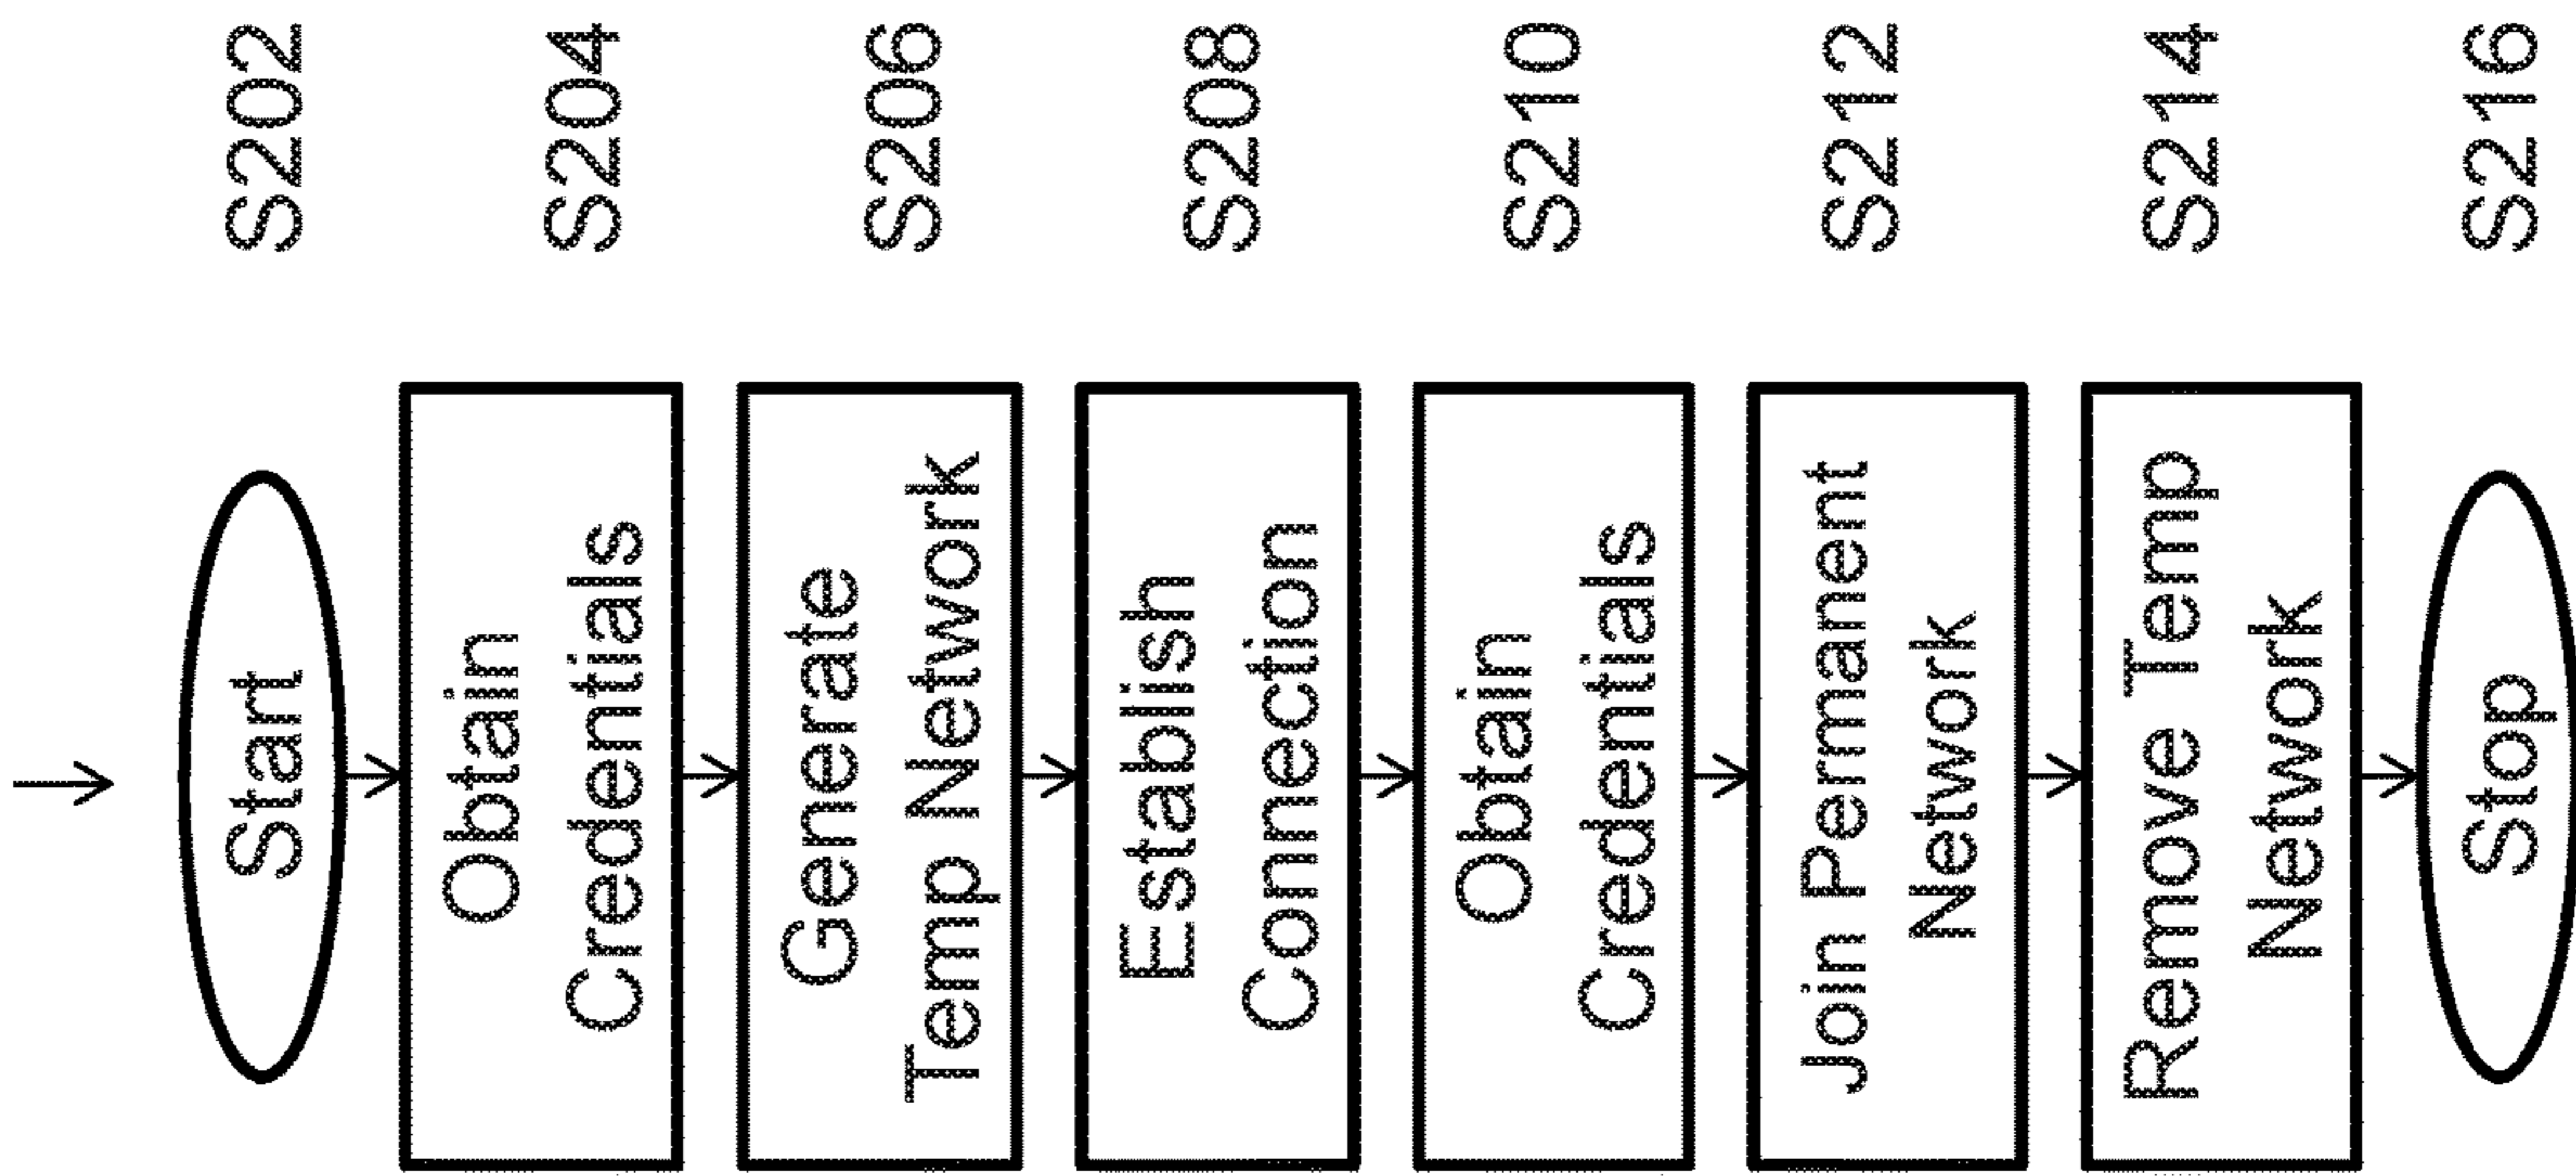 Start
S202
Obtain
Credentials
S204
Generate
Temp Network
S206
Establish
Connection
S208
Obtain
Credentials
S210
Join Permanent
Network
S212
Remove Temp
Network
S214
Stop
S216